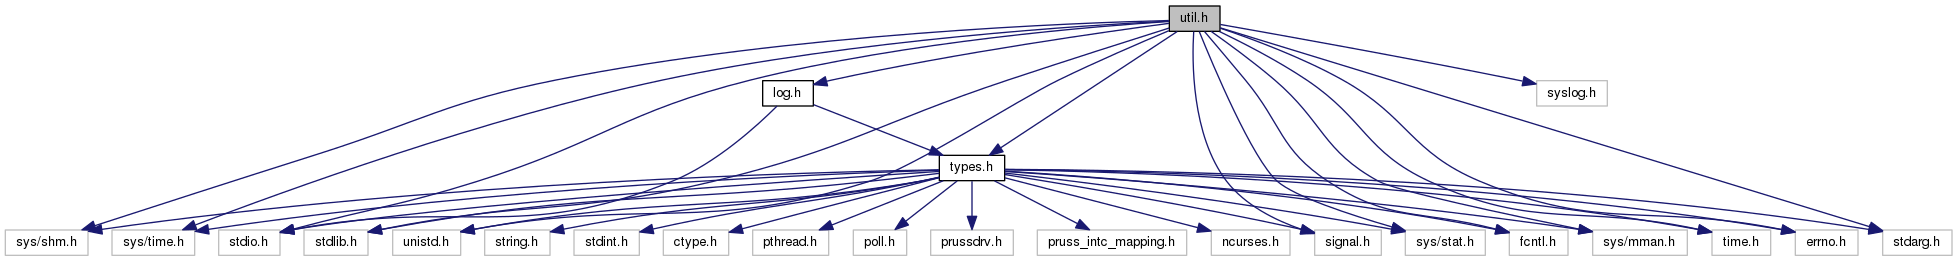 util.h
log.h
syslog.h
types.h
sys/shm.h
sys/time.h
stdio.h
stdlib.h
unistd.h
string.h
stdint.h
ctype.h
pthread.h
poll.h
prussdrv.h
pruss_intc_mapping.h
ncurses.h
signal.h
sys/stat.h
fcntl.h
sys/mman.h
time.h
errno.h
stdarg.h